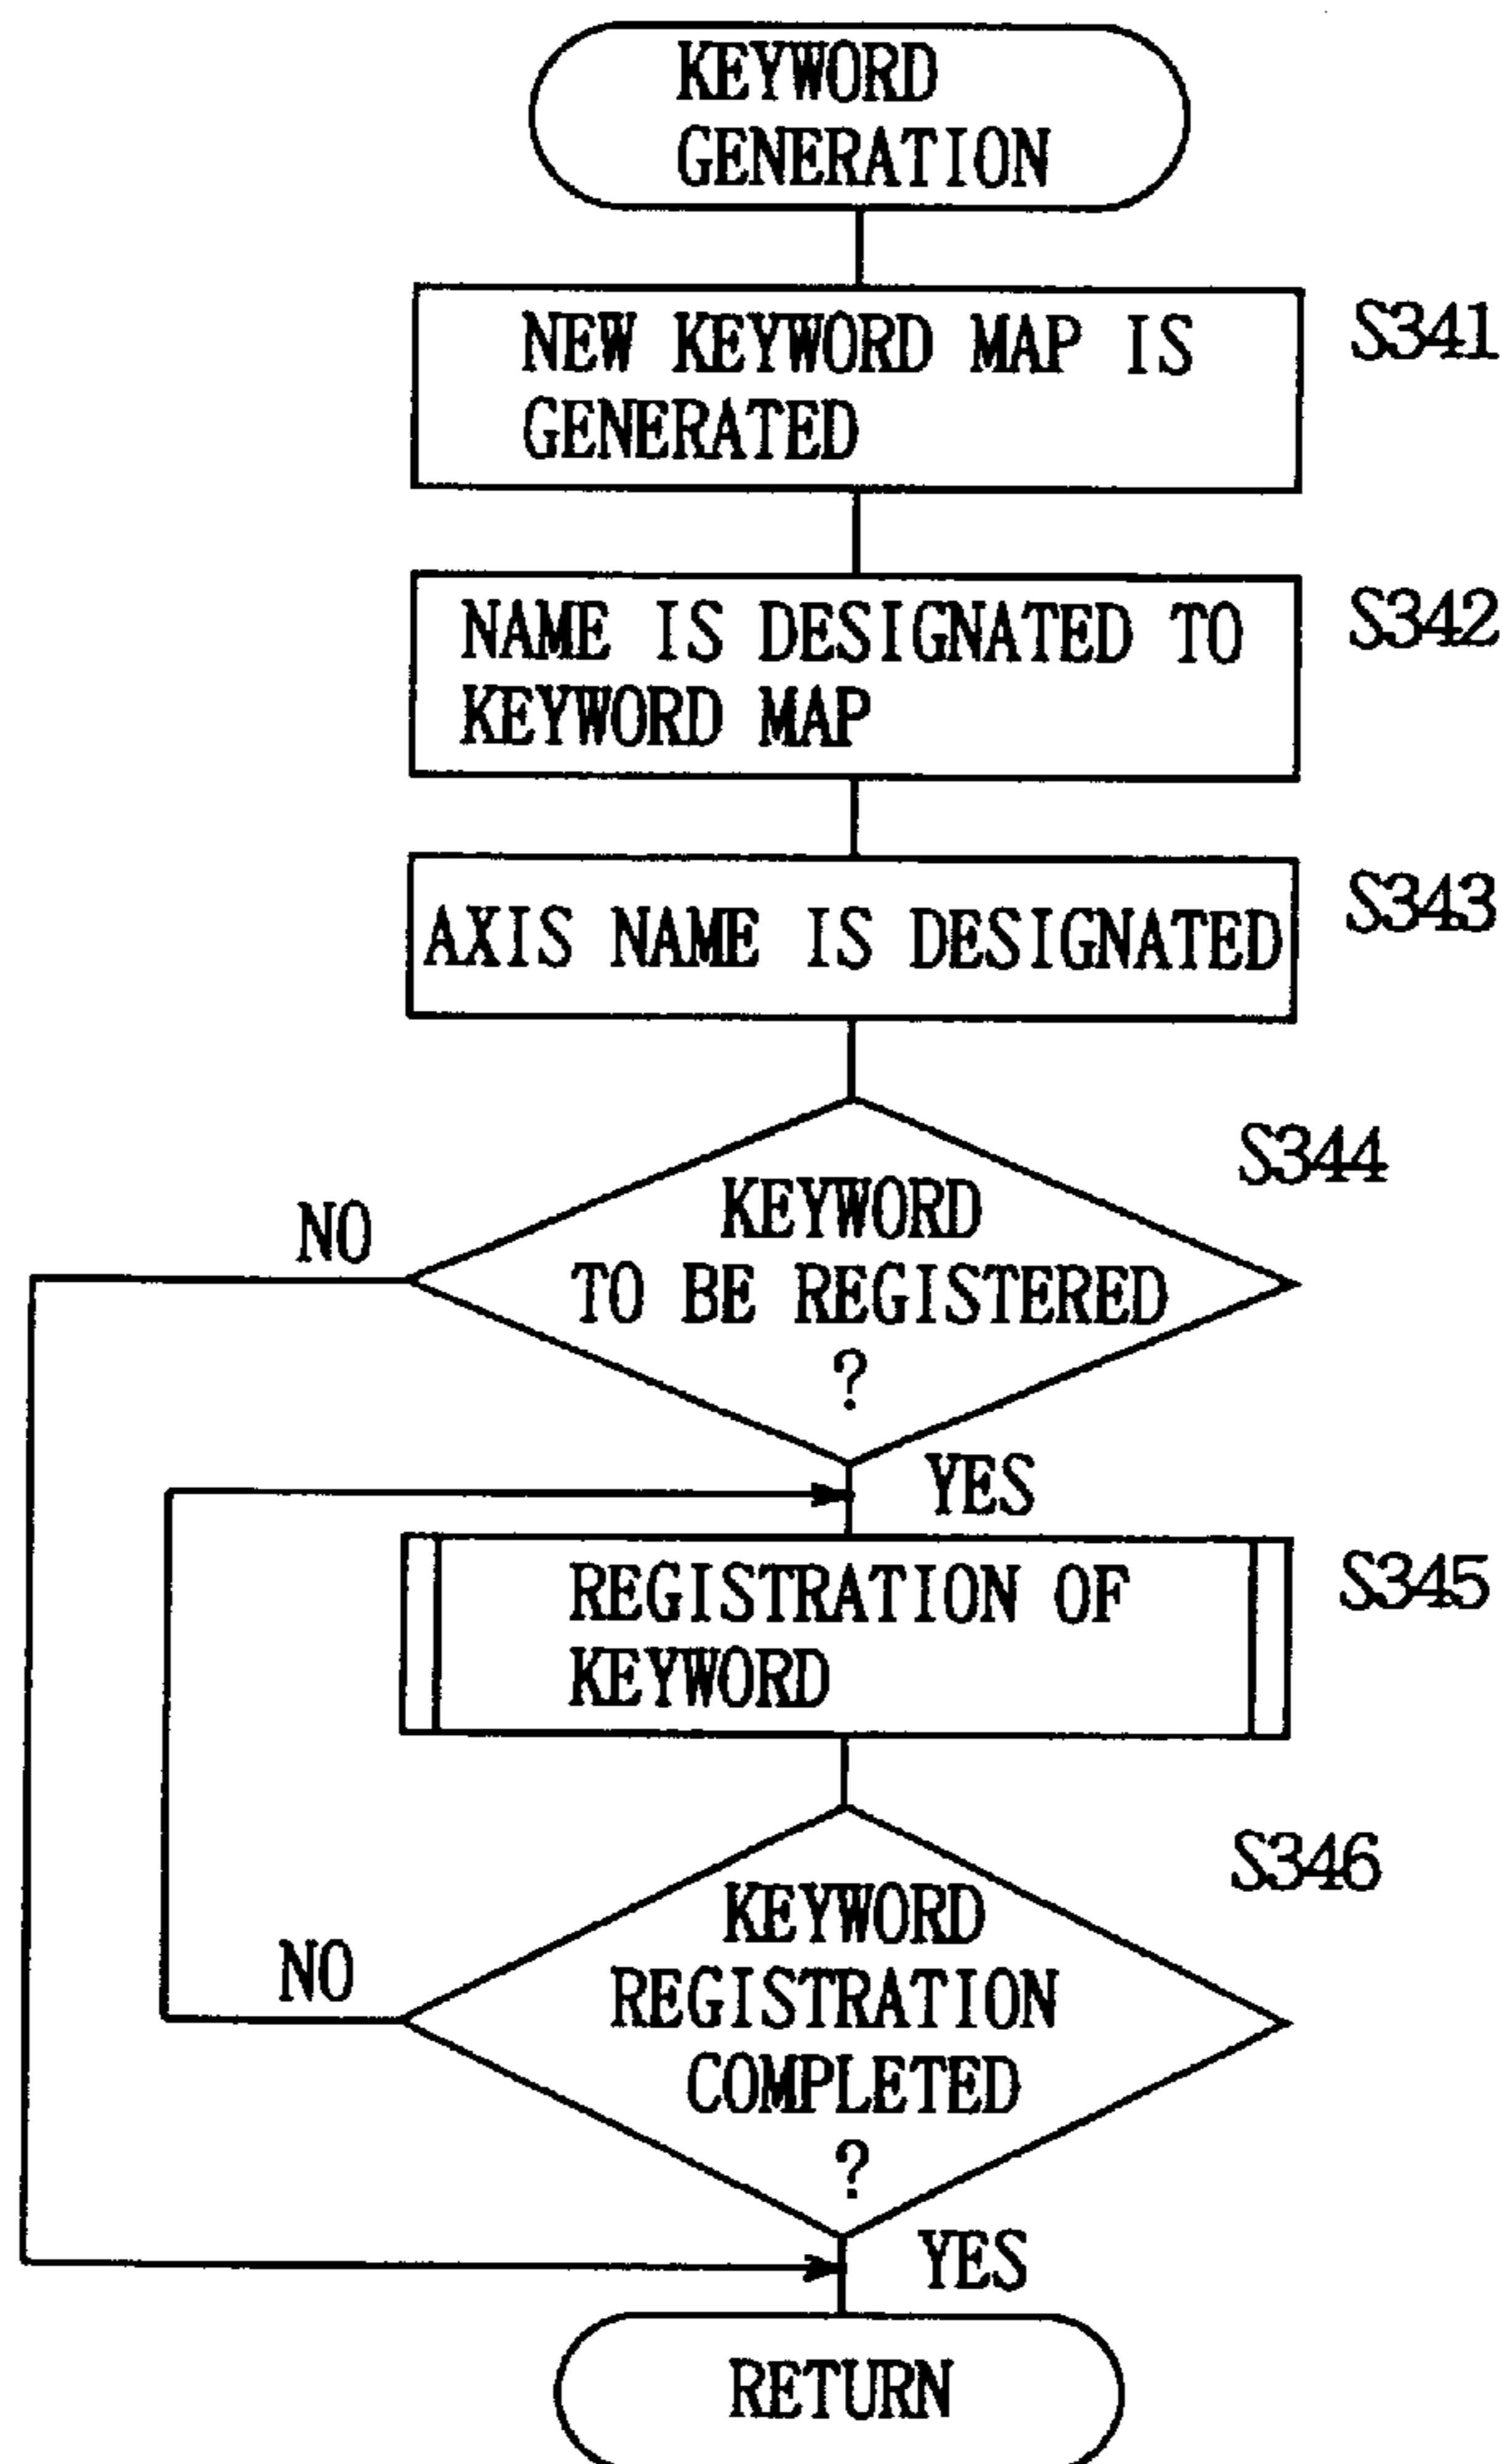 KEYWORD
GENERATION
NEW KEYWORD MAP IS
GENERATED
S341
NAME IS DESIGNATED TO
KEYWORD MAP
S342
AXIS NAME IS DESIGNATED
S343
S344
KEYWORD
TO BE REGISTERED
?
NO
YES
REGISTRATION OF
KEYWORD
S345
S346
KEYWORD
REGISTRATION
COMPLETED
?
NO
YES
RETURN